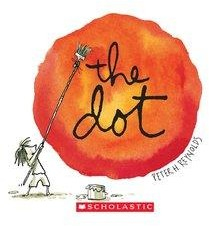 the
dot
PETER H. REYNOLDS
SCHOLASTIC